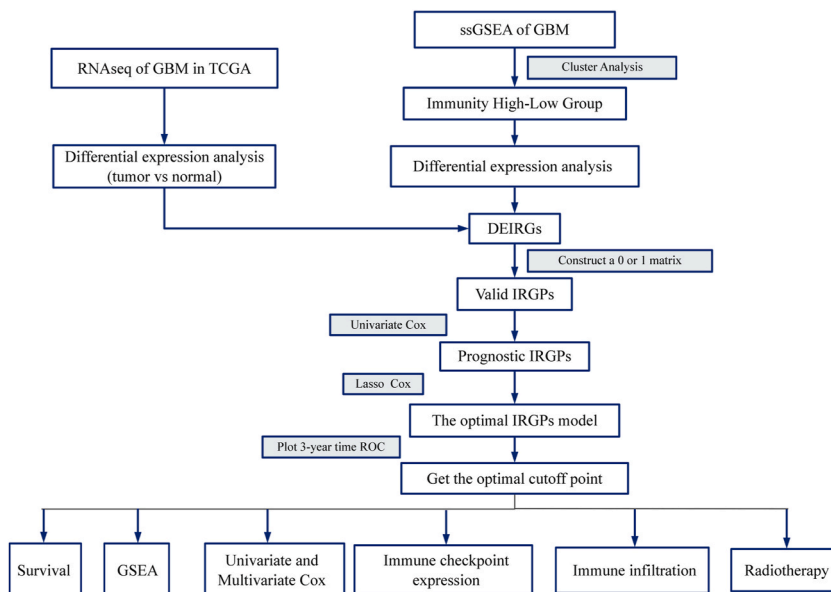 ssGSEA of GBM
RNAseq of GBM in TCGA
Cluster Analysis
Immunity High-Low Group
Differential expression analysis
(tumor vs normal)
Differential expression analysis
DEIRGs
Construct a 0 or 1 matrix
Valid IRGPs
Univariate Cox
Prognostic IRGPs
Lasso Cox
The optimal IRGPs model
Plot 3-year time ROC
Get the optimal cutoff point
Survival
GSEA
Univariate and
Multivariate Cox
Immune checkpoint
expression
Immune infiltration
Radiotherapy